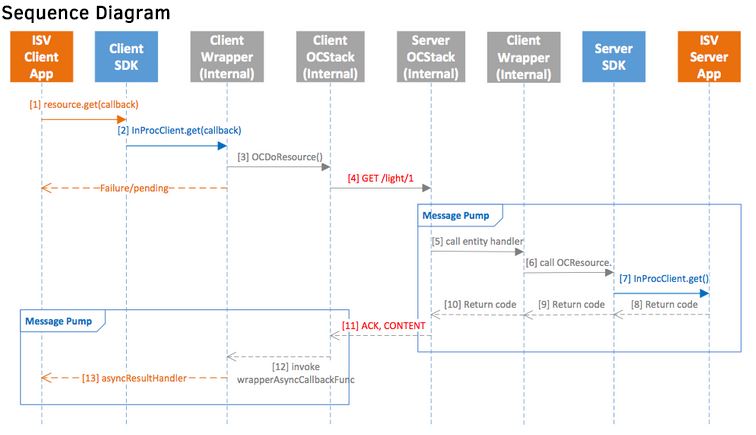 Sequence Diagram
ISV
Client
App
Client
SDK
Client
Wrapper
(Internal)
Client
OCStack
(Internal)
Server
OCStack
(Internal)
Client
Wrapper
(Internal)
Server
SDK
ISV
Server
App
[1] resource.get(callback)
[2] InProcClient.get(callback)
[3] OCDoResource()
[4] GET /light/1
Failure/pending
Message Pump
[5] call entity handler
[6] call OCResource.
[7] InProcClient.get()
[10] Return code
[9] Return code
[8] Return code
Message Pump
[11] ACK, CONTENT
[12] invoke
wrapperAsyncCallbackFunc
[13] asyncResultHandler